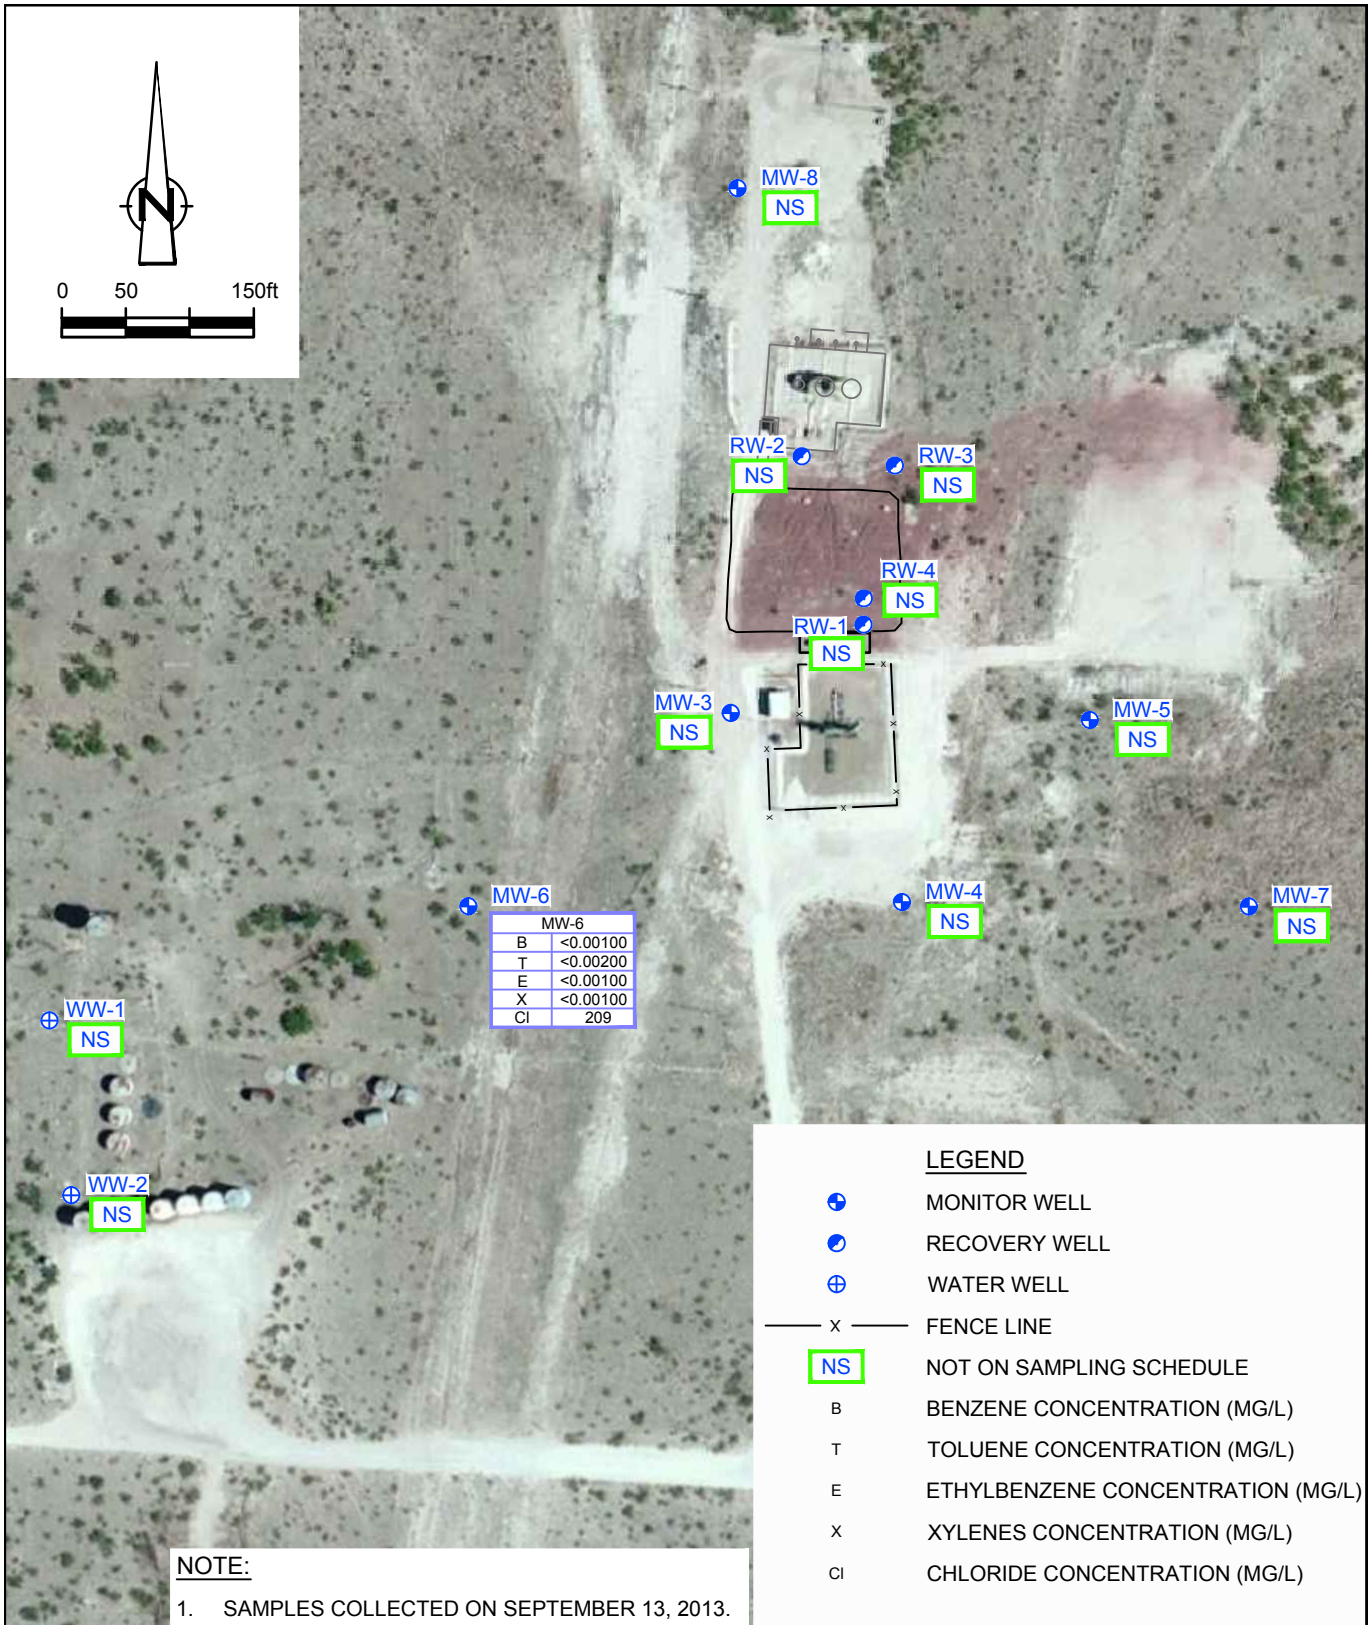 N
0 50 150ft
MW-8
NS
RW-2
NS
RW-3
NS
RW-4
NS
RW-1
NS
X
MW-3
NS
MW-5
NS
X
X
X
X
X
X
MW-6
MW-6
B <0.00100
T <0.00200
E <0.00100
X <0.00100
Cl 209
MW-4
NS
MW-7
NS
WW-1
NS
WW-2
NS
LEGEND
MONITOR WELL
RECOVERY WELL
WATER WELL
X FENCE LINE
NS NOT ON SAMPLING SCHEDULE
B BENZENE CONCENTRATION (MG/L)
T TOLUENE CONCENTRATION (MG/L)
E ETHYLBENZENE CONCENTRATION (MG/L)
X XYLENES CONCENTRATION (MG/L)
Cl CHLORIDE CONCENTRATION (MG/L)
NOTE:
1. SAMPLES COLLECTED ON SEPTEMBER 13, 2013.